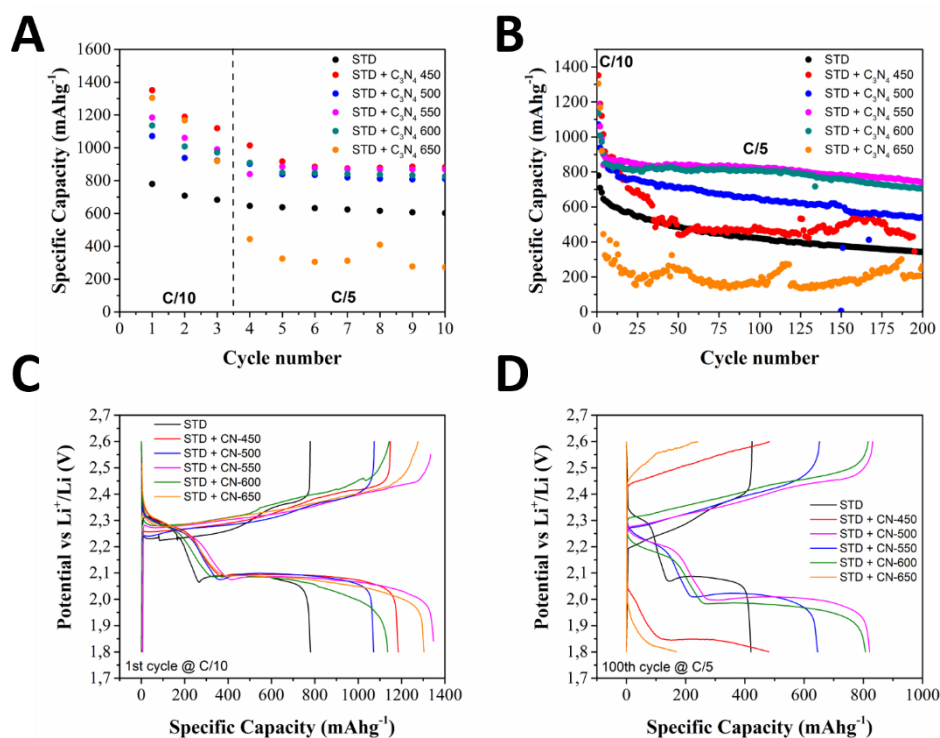 A
Specific Capacity (mAhg⁻¹)
1600
1400
1200
1000
800
600
400
200
0
STD
STD + C₃N₄ 450
STD + C₃N₄ 500
STD + C₃N₄ 550
STD + C₃N₄ 600
STD + C₃N₄ 650
C/10
C/5
0 1 2 3 4 5 6 7 8 9 10
Cycle number
B
Specific Capacity (mAhg⁻¹)
1600
1400
1200
1000
800
600
400
200
0
C/10
STD
STD + C₃N₄ 450
STD + C₃N₄ 500
STD + C₃N₄ 550
STD + C₃N₄ 600
STD + C₃N₄ 650
C/5
0 25 50 75 100 125 150 175 200
Cycle number
C
Potential vs Li⁺/Li (V)
2,7
2,6
2,5
2,4
2,3
2,2
2,1
2,0
1,9
1,8
1,7
STD
STD + CN-450
STD + CN-500
STD + CN-550
STD + CN-600
STD + CN-650
1st cycle @ C/10
0 200 400 600 800 1000 1200 1400
Specific Capacity (mAhg⁻¹)
D
Potential vs Li⁺/Li (V)
2,7
2,6
2,5
2,4
2,3
2,2
2,1
2,0
1,9
1,8
1,7
STD
STD + CN-450
STD + CN-500
STD + CN-550
STD + CN-600
STD + CN-650
100th cycle @ C/5
0 200 400 600 800 1000
Specific Capacity (mAhg⁻¹)